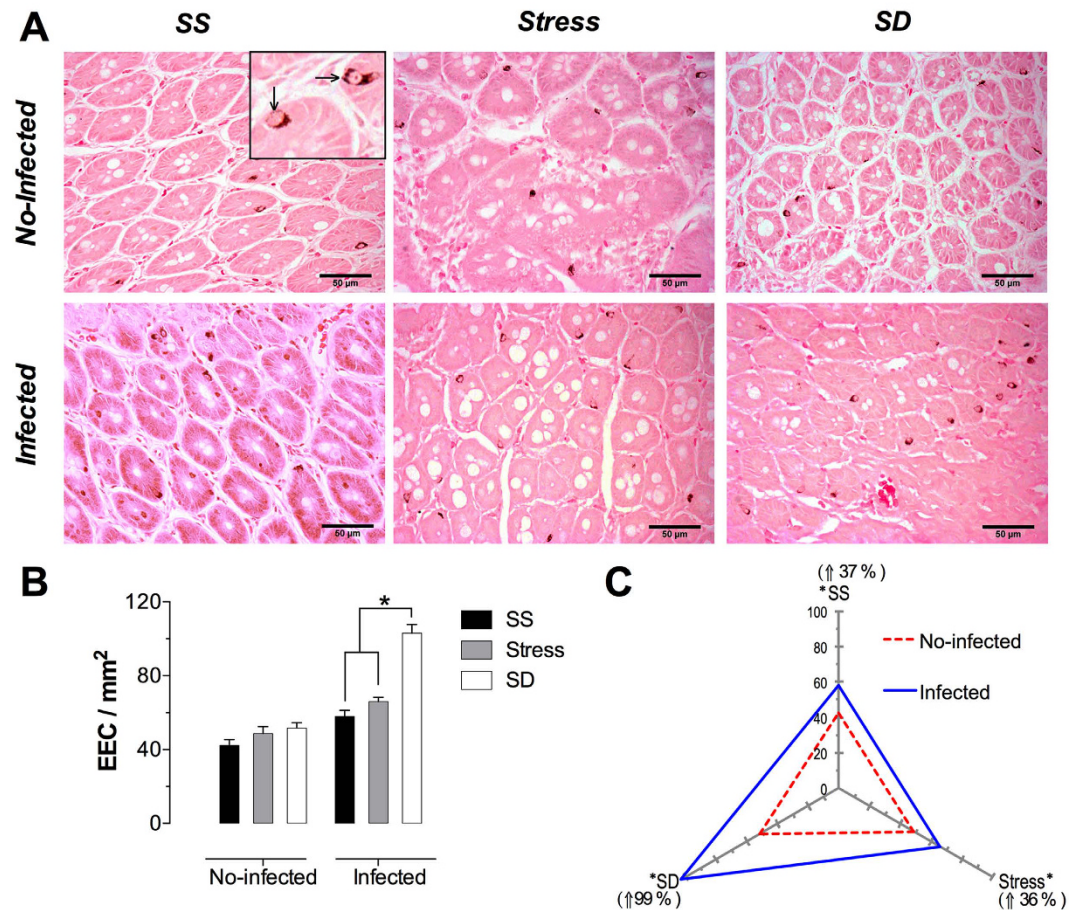 A
SS
Stress
SD
No-Infected
50 µm
50 µm
50 µm
Infected
50 µm
50 µm
50 µm
B
EEC / mm²
120
80
40
0
*
SS
Stress
SD
No-infected
Infected
C
(⇑ 37 %)
*SS
100
80
60
40
20
0
No-infected
Infected
*SD
(⇑99 %)
Stress*
(⇑ 36 %)